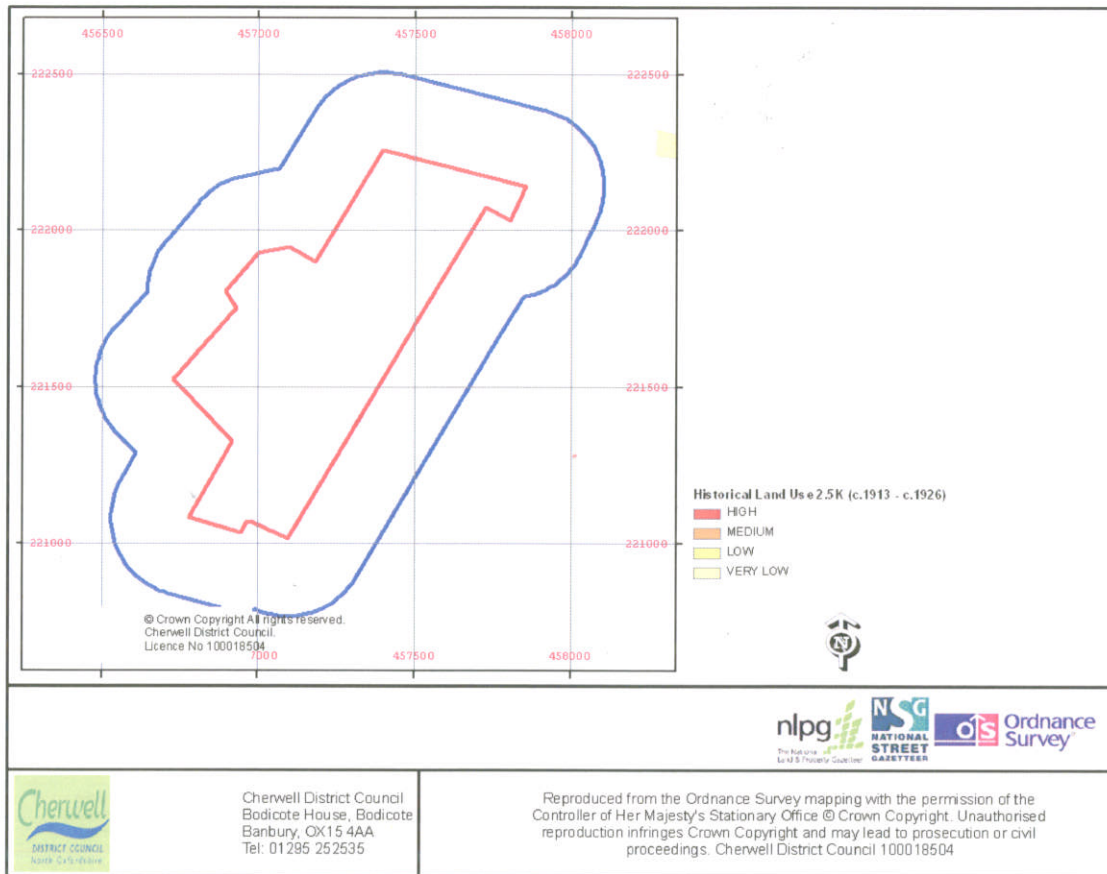 456500 457000 457500 458000
222500 222500
222000 222000
221500 221500
221000 221000
7000 457500 458000
© Crown Copyright All rights reserved.
Cherwell District Council.
Licence No 100018504
Historical Land Use 2.5K (c.1913 - c.1926)
HIGH
MEDIUM
LOW
VERY LOW
N
nlpg
The National
Land & Property Gazetteer
NSG
NATIONAL
STREET
GAZETTEER
OS
Ordnance
Survey
Cherwell
DISTRICT COUNCIL
North Oxfordshire
Cherwell District Council
Bodicote House, Bodicote
Banbury, OX15 4AA
Tel: 01295 252535
Reproduced from the Ordnance Survey mapping with the permission of the
Controller of Her Majesty's Stationary Office © Crown Copyright. Unauthorised
reproduction infringes Crown Copyright and may lead to prosecution or civil
proceedings. Cherwell District Council 100018504